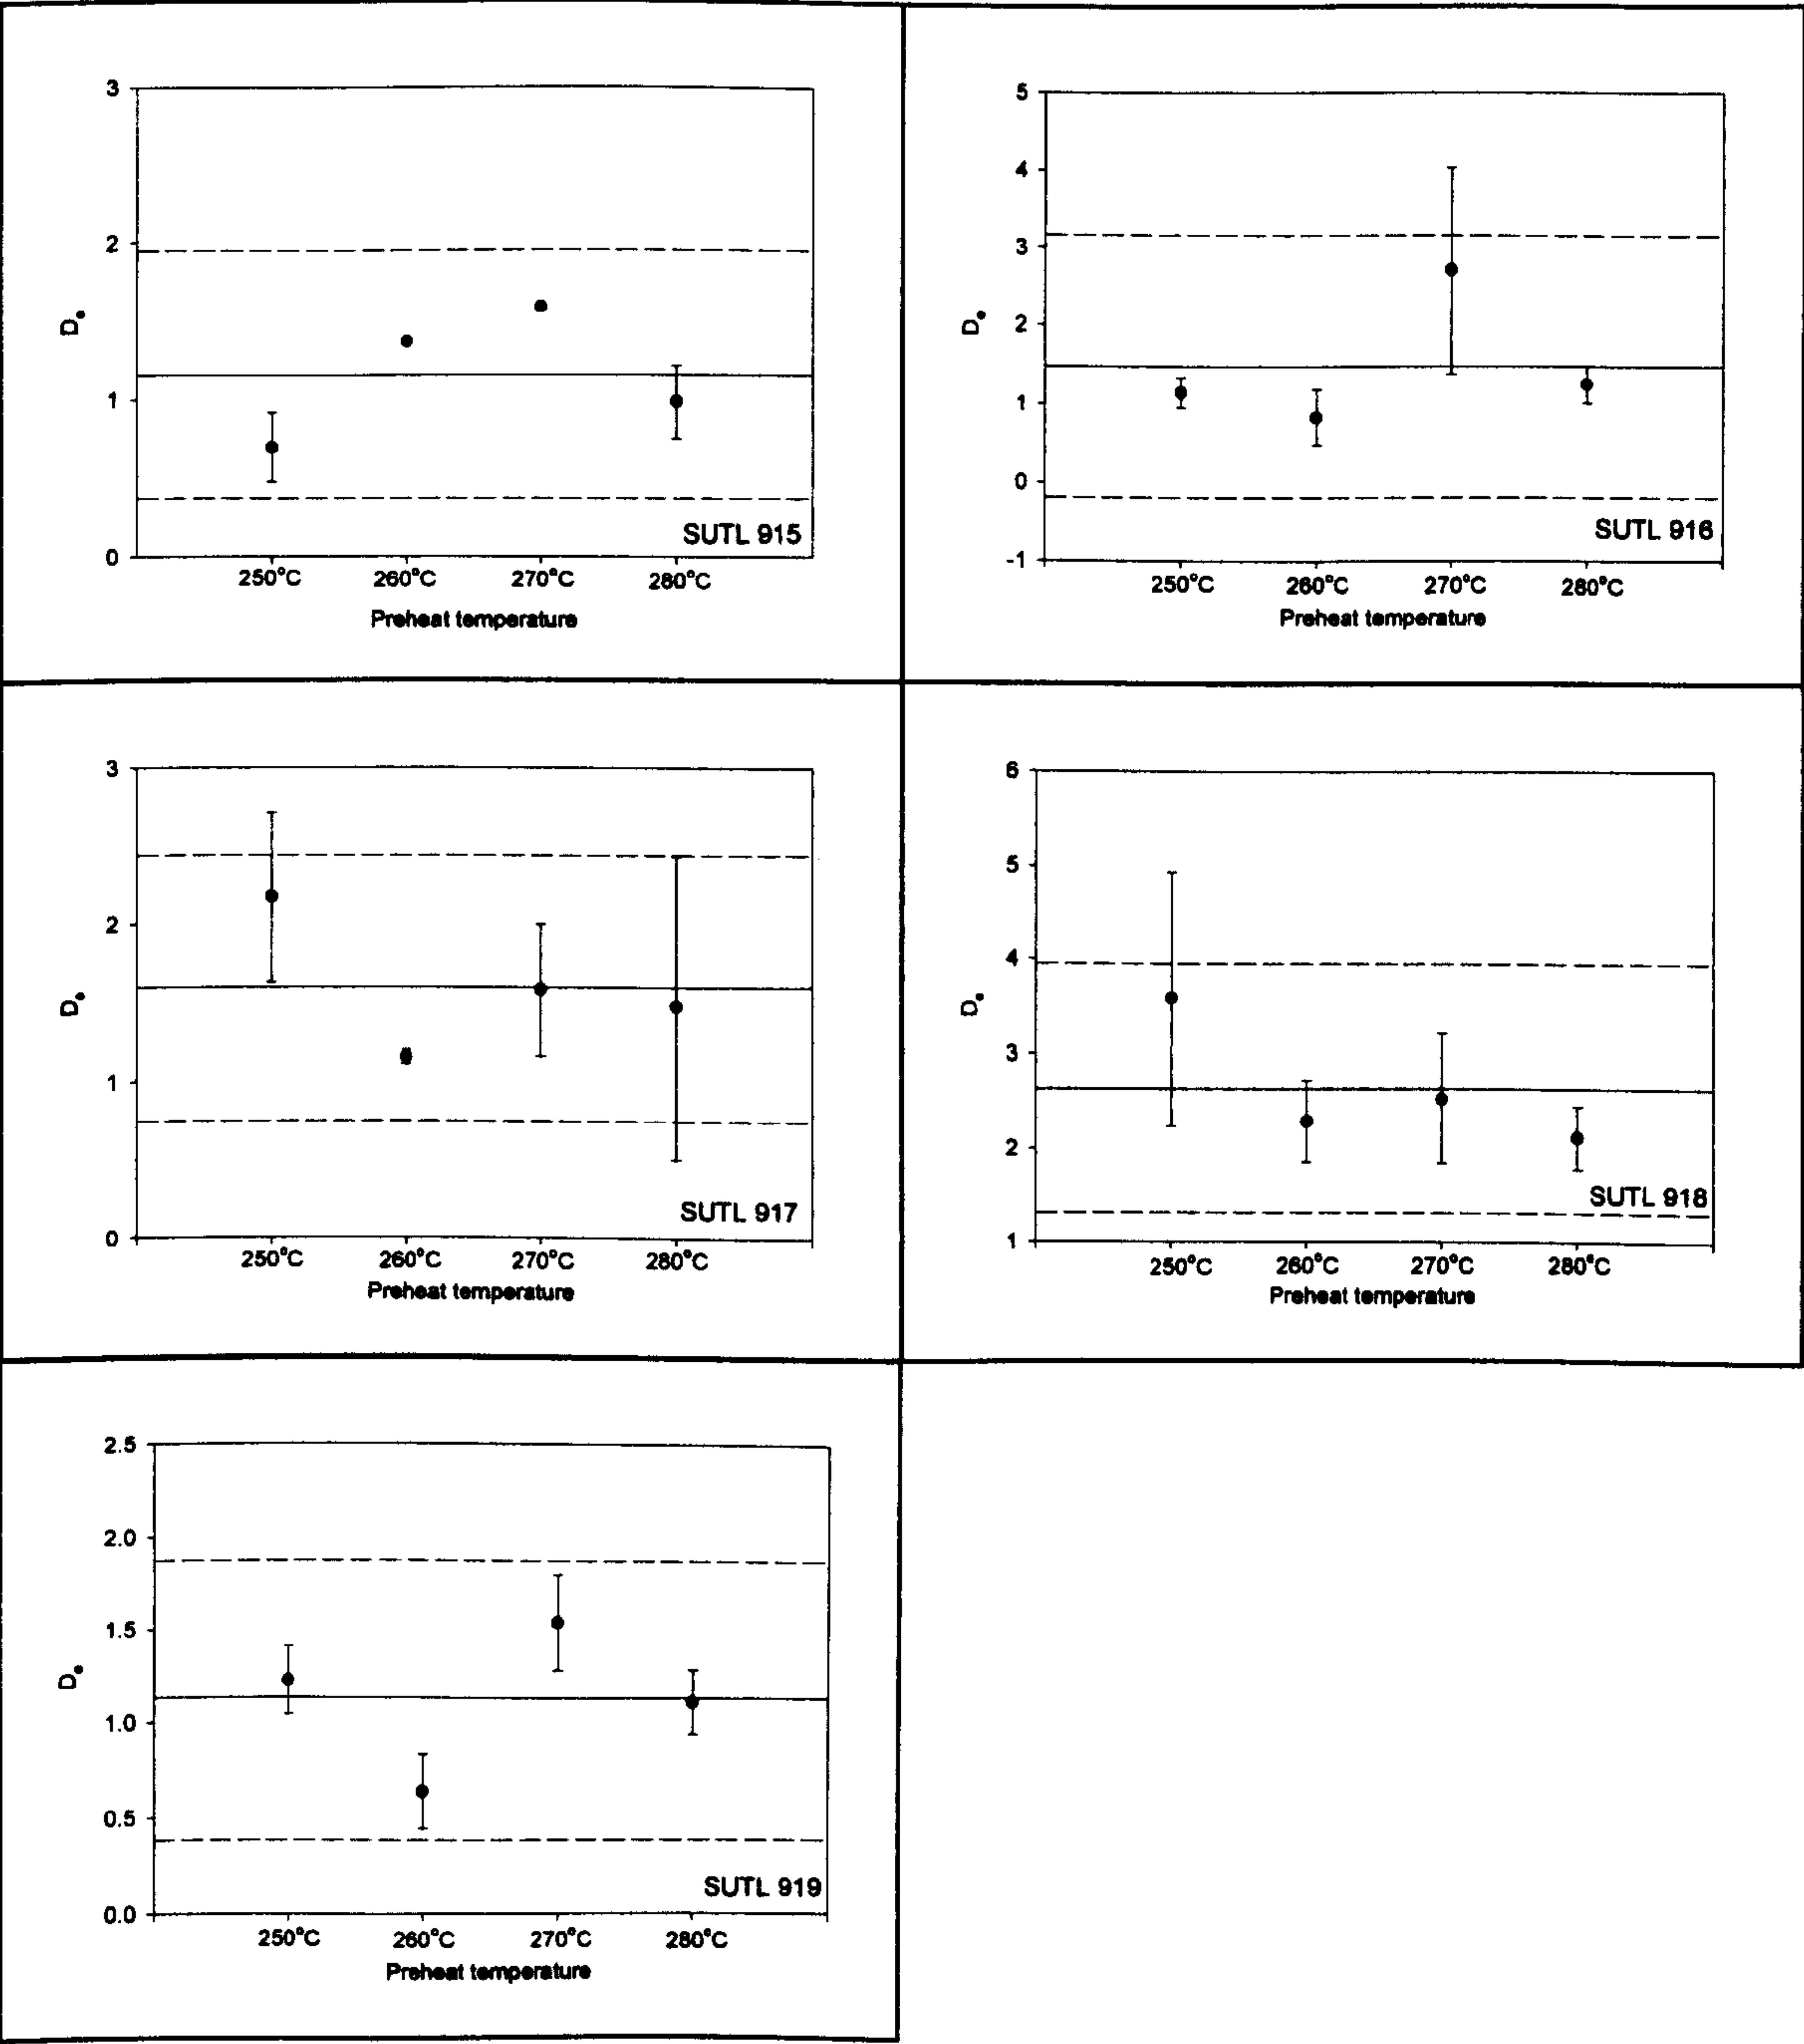 3
2
1
0
Dₑ
SUTL 915
250°C 260°C 270°C 280°C
Preheat temperature
5
4
3
2
1
0
-1
Dₑ
SUTL 916
250°C 260°C 270°C 280°C
Preheat temperature
3
2
1
0
Dₑ
SUTL 917
250°C 260°C 270°C 280°C
Preheat temperature
6
5
4
3
2
1
Dₑ
SUTL 918
250°C 260°C 270°C 280°C
Preheat temperature
2.5
2.0
1.5
1.0
0.5
0.0
Dₑ
SUTL 919
250°C 260°C 270°C 280°C
Preheat temperature